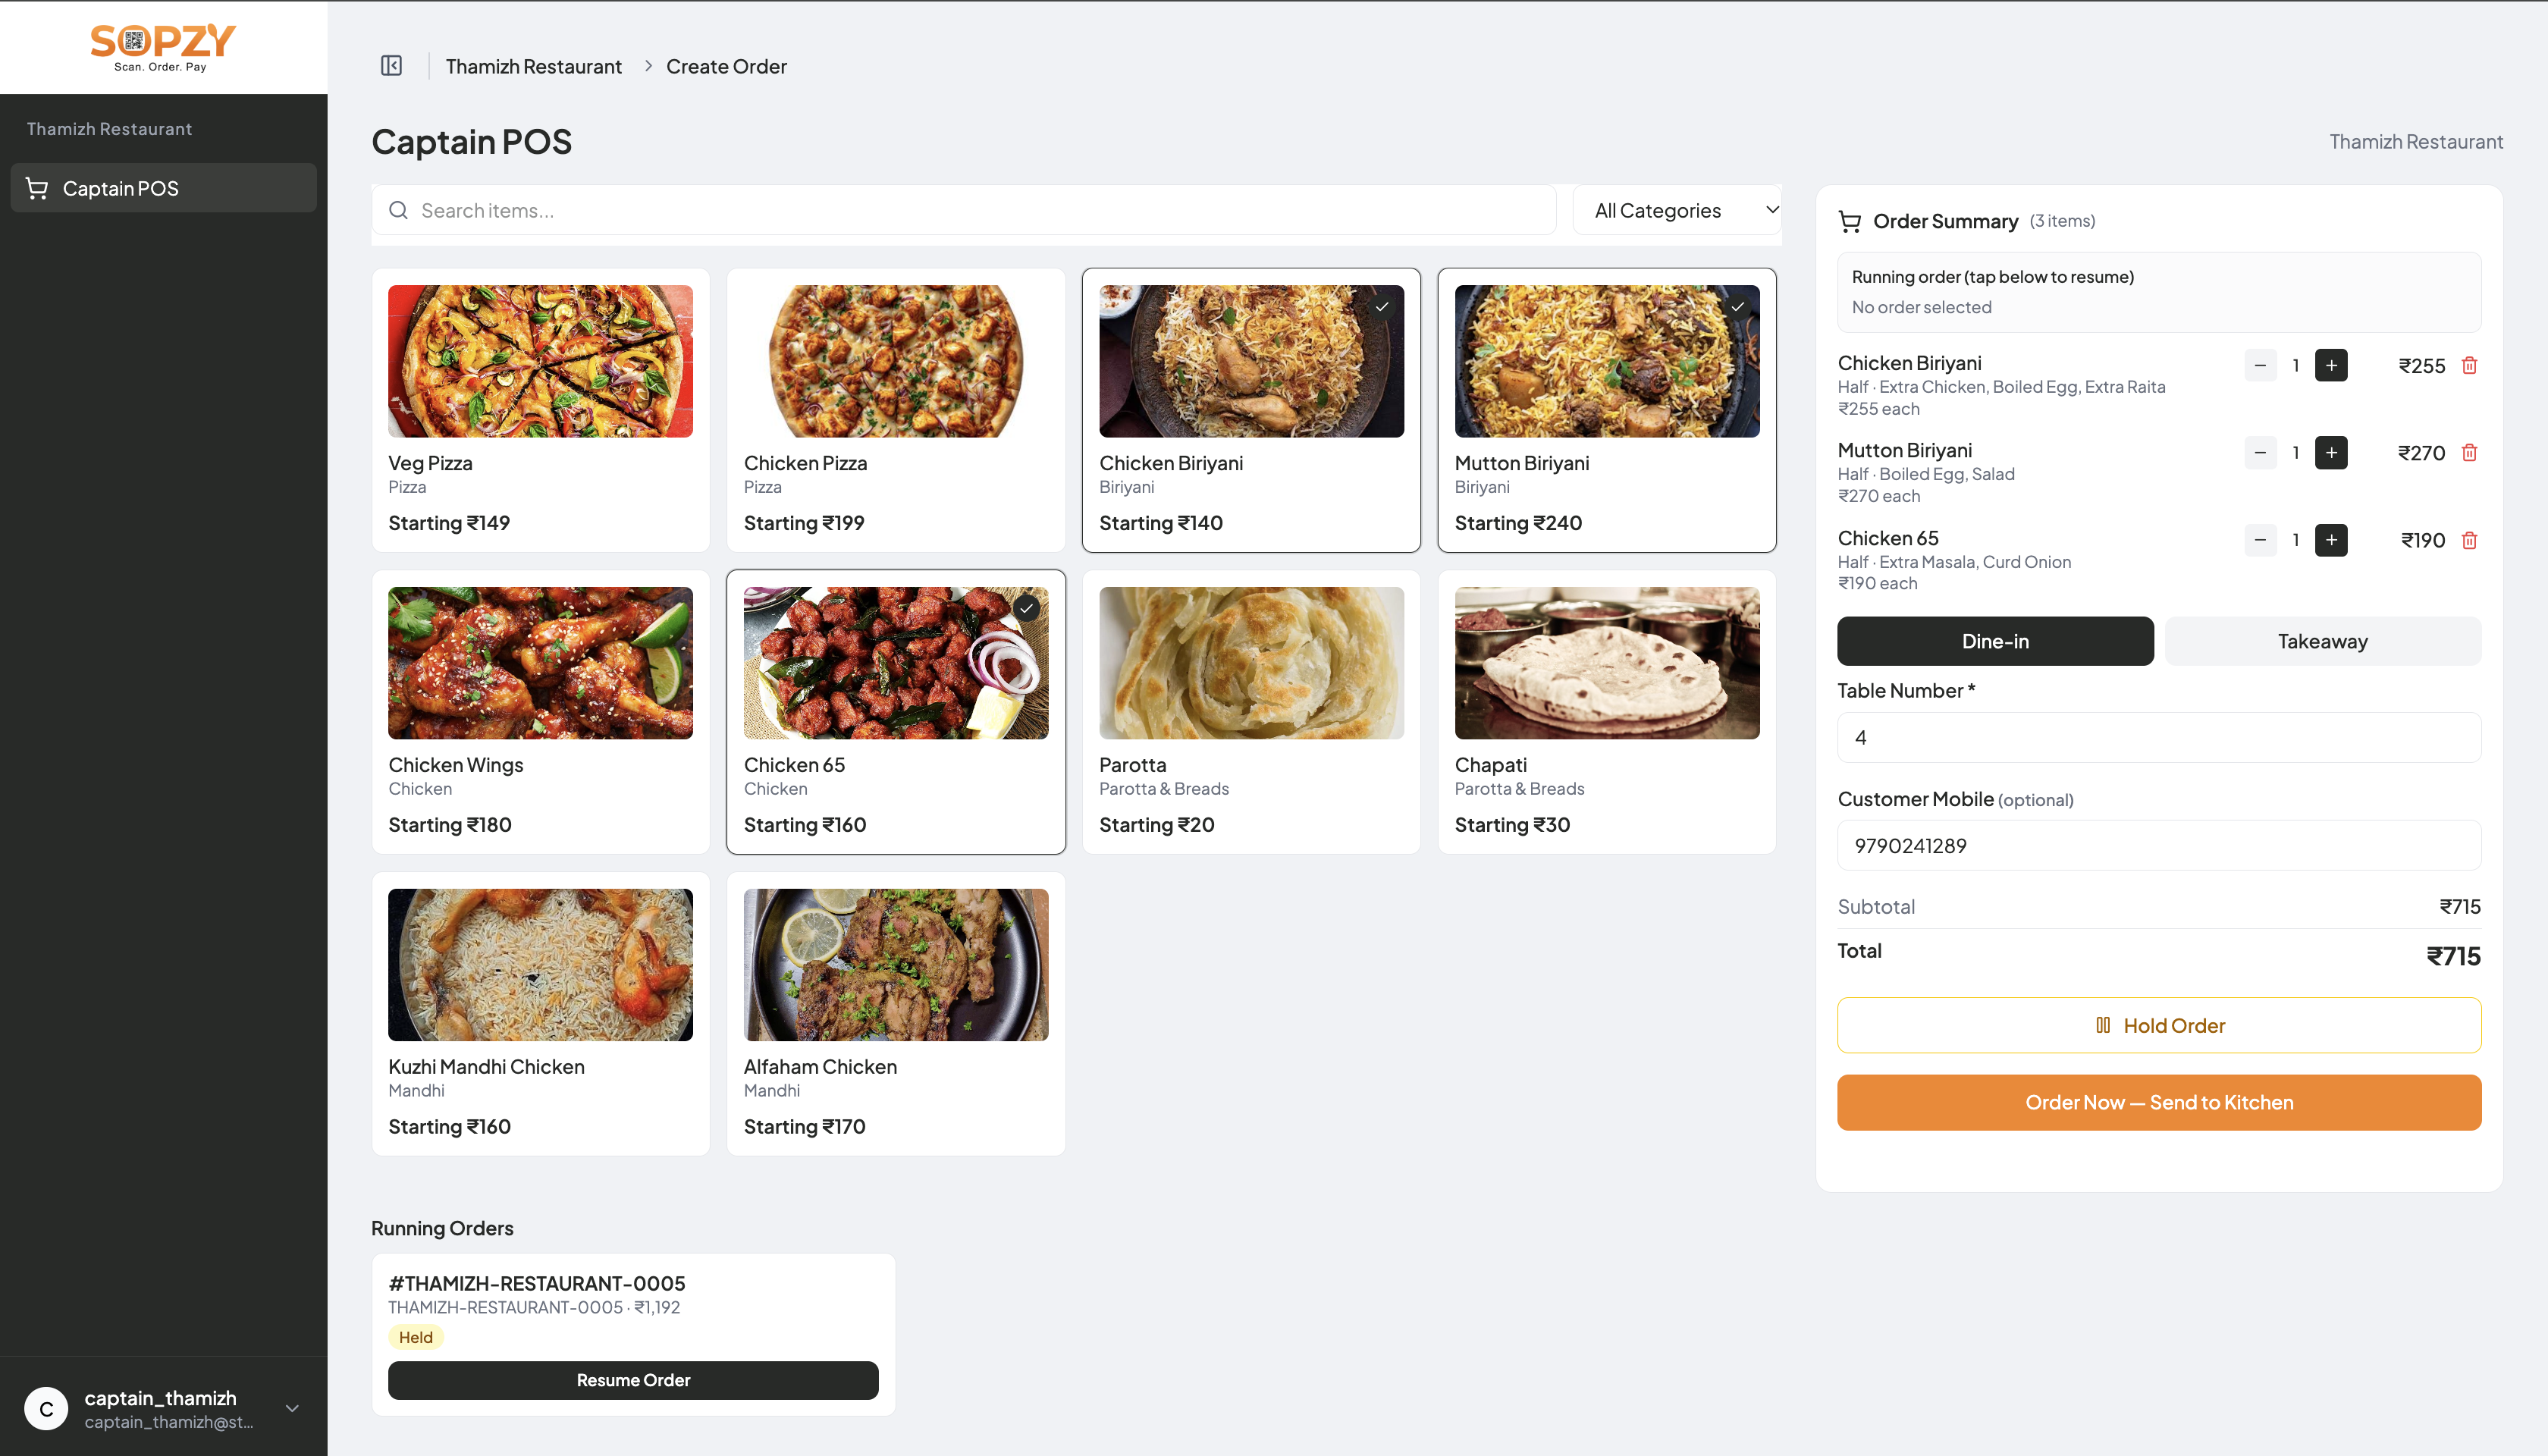 SOPZY
Scan. Order. Pay
Thamizh Restaurant
Captain POS
captain_thamizh
captain_thamizh@st...
C
Thamizh Restaurant > Create Order
Captain POS
Thamizh Restaurant
Search items...
All Categories
Veg Pizza
Pizza
Starting ₹149
Chicken Pizza
Pizza
Starting ₹199
Chicken Biriyani
Biriyani
Starting ₹140
Mutton Biriyani
Biriyani
Starting ₹240
Chicken Wings
Chicken
Starting ₹180
Chicken 65
Chicken
Starting ₹160
Parotta
Parotta & Breads
Starting ₹20
Chapati
Parotta & Breads
Starting ₹30
Kuzhi Mandhi Chicken
Mandhi
Starting ₹160
Alfaham Chicken
Mandhi
Starting ₹170
Running Orders
#THAMIZH-RESTAURANT-0005
THAMIZH-RESTAURANT-0005 · ₹1,192
Held
Resume Order
Order Summary (3 items)
Running order (tap below to resume)
No order selected
Chicken Biriyani − 1 + ₹255
Half · Extra Chicken, Boiled Egg, Extra Raita
₹255 each
Mutton Biriyani − 1 + ₹270
Half · Boiled Egg, Salad
₹270 each
Chicken 65 − 1 + ₹190
Half · Extra Masala, Curd Onion
₹190 each
Dine-in Takeaway
Table Number *
4
Customer Mobile (optional)
9790241289
Subtotal ₹715
Total ₹715
Hold Order
Order Now — Send to Kitchen